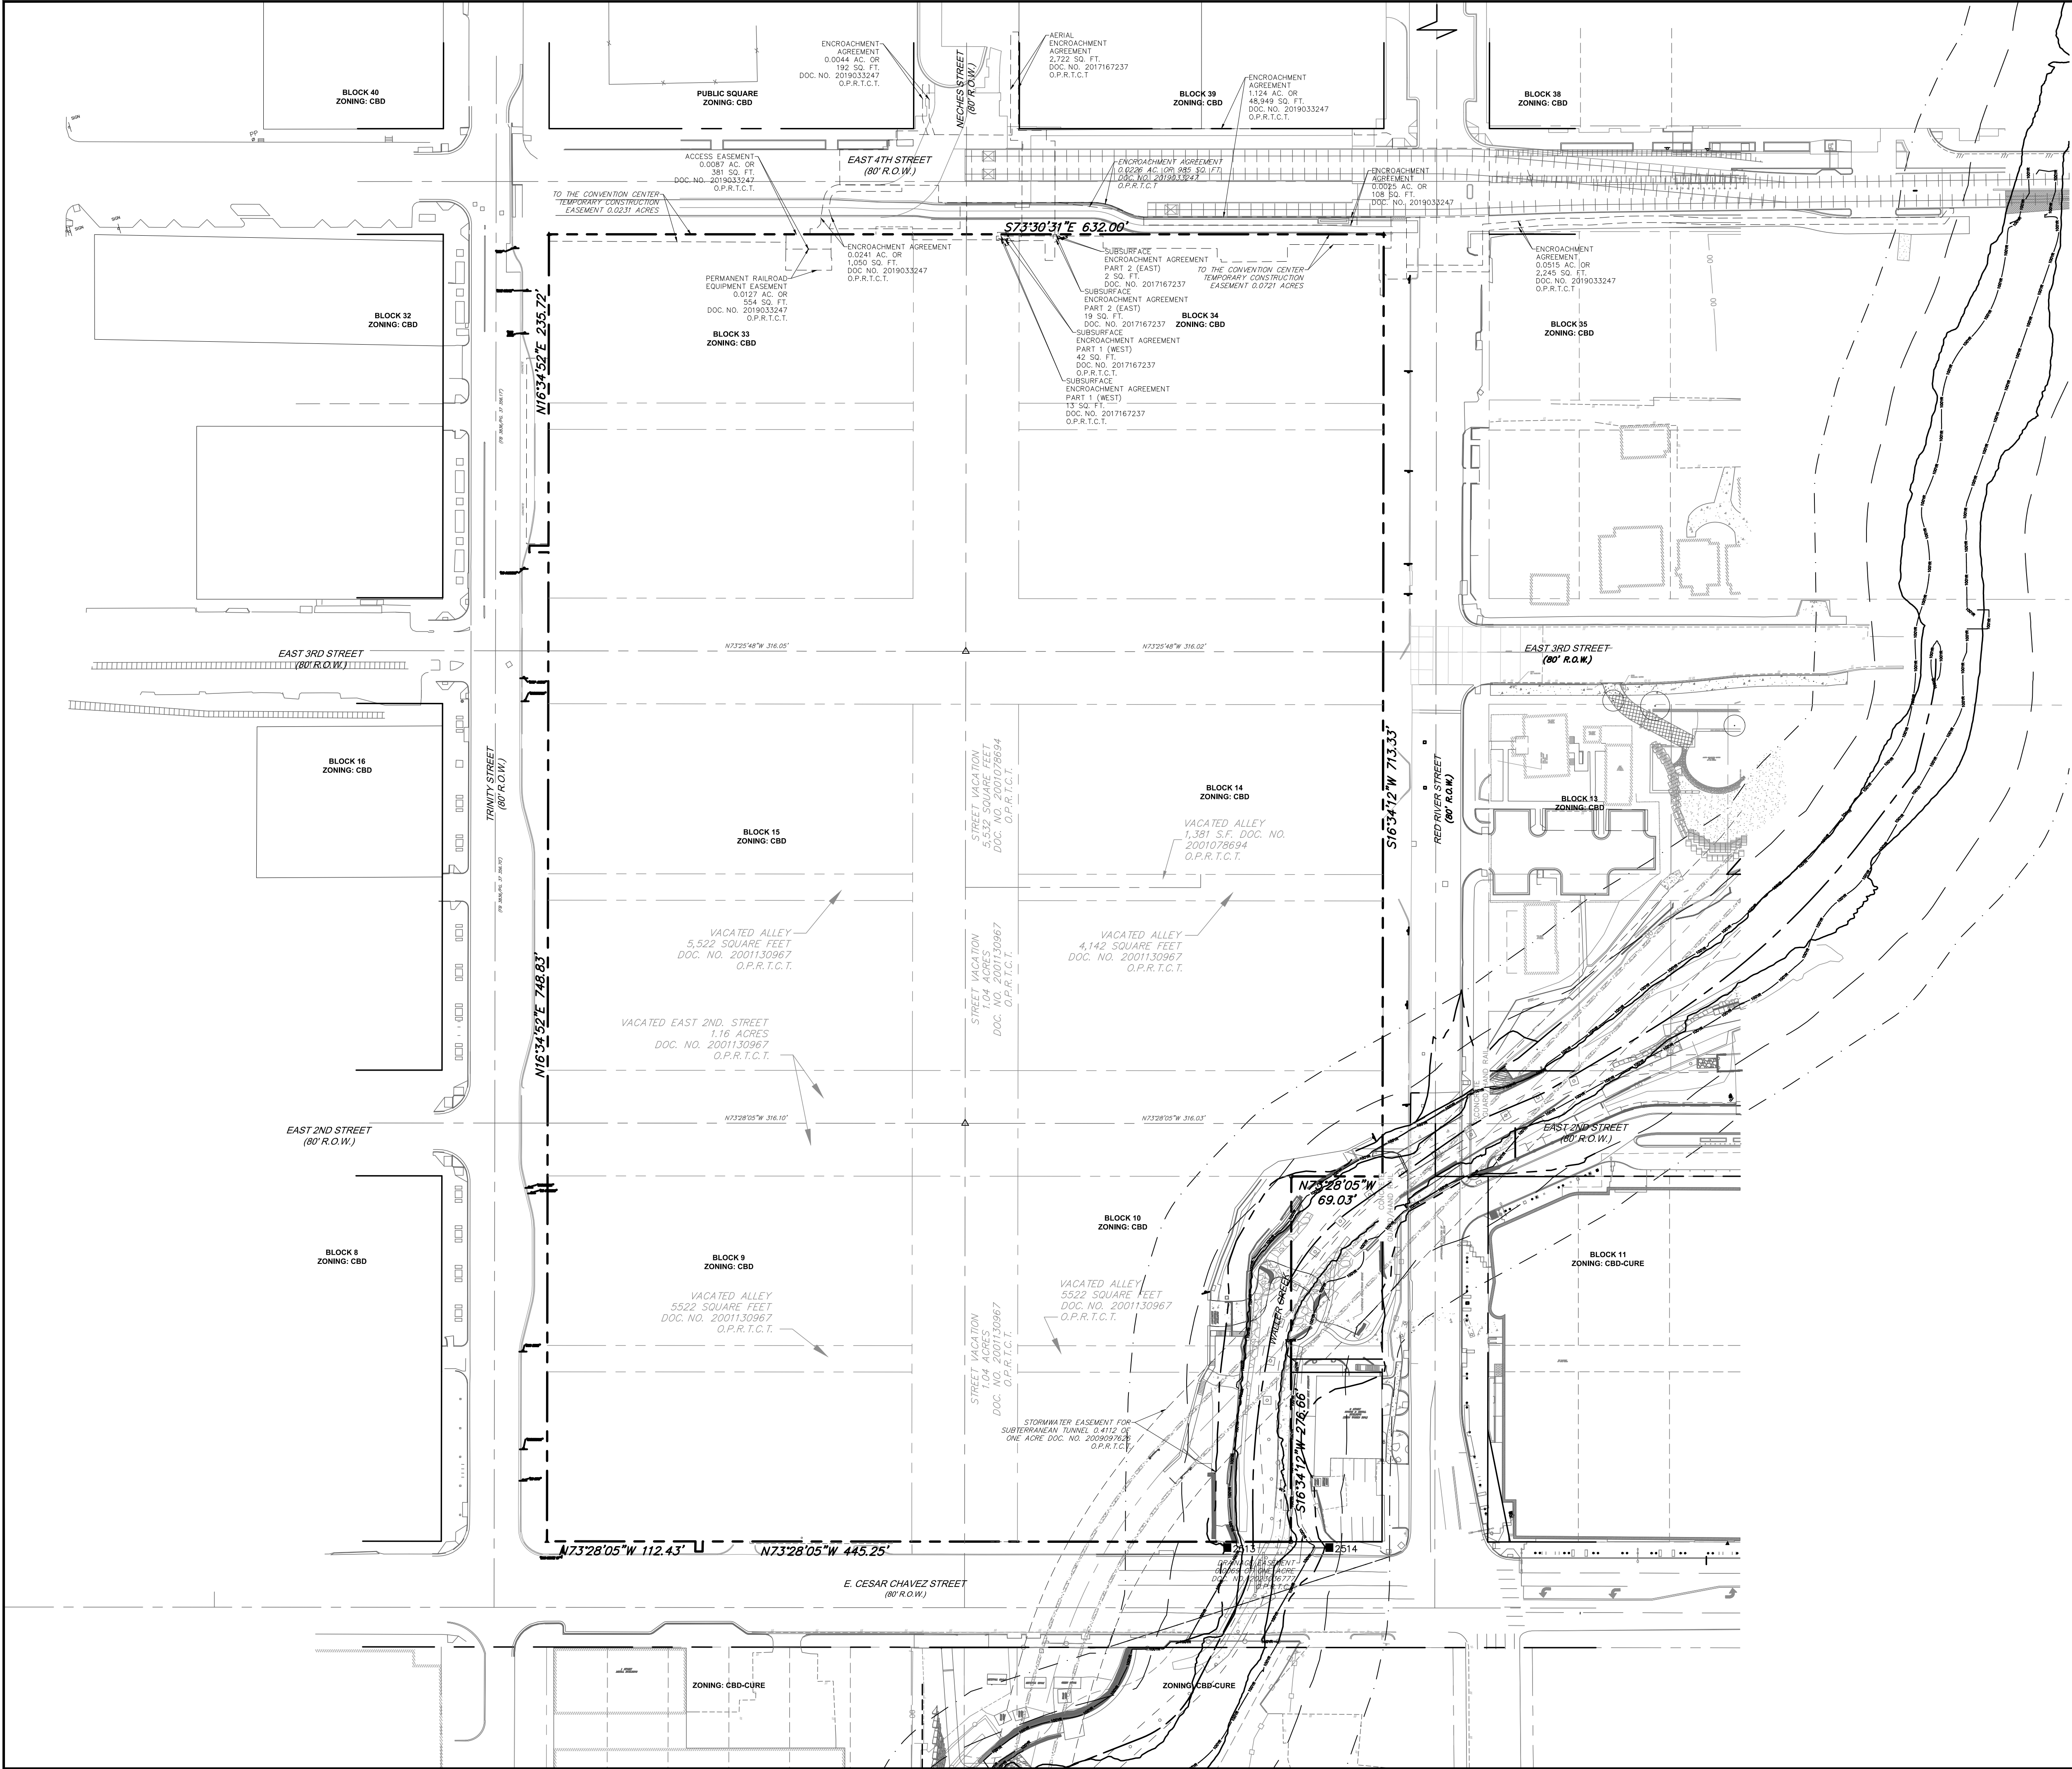 BLOCK 40
ZONING: CBD
PUBLIC SQUARE
ZONING: CBD
ENCROACHMENT
AGREEMENT
0.0044 AC. OR
192 SQ. FT.
DOC. NO. 2019033247
O.P.R.T.C.T.
NECHES STREET
(80' R.O.W.)
AERIAL
ENCROACHMENT
AGREEMENT
2,722 SQ. FT.
DOC. NO. 2017167237
O.P.R.T.C.T
BLOCK 39
ZONING: CBD
ENCROACHMENT
AGREEMENT
1.124 AC. OR
48,949 SQ. FT.
DOC. NO. 2019033247
O.P.R.T.C.T.
BLOCK 38
ZONING: CBD
SIGN
PP
SIGN
SIGN
ACCESS EASEMENT
0.0087 AC. OR
381 SQ. FT.
DOC. NO. 2019033247
O.P.R.T.C.T.
EAST 4TH STREET
(80' R.O.W.)
ENCROACHMENT AGREEMENT
0.0226 AC. OR 985 SQ. FT.
DOC. NO. 2019033247
O.P.R.T.C.T
ENCROACHMENT
AGREEMENT
0.0025 AC. OR
108 SQ. FT.
DOC. NO. 2019033247
TO THE CONVENTION CENTER
TEMPORARY CONSTRUCTION
EASEMENT 0.0231 ACRES
S73°30'31"E 632.00'
ENCROACHMENT AGREEMENT
0.0241 AC. OR
1,050 SQ. FT.
DOC NO. 2019033247
O.P.R.T.C.T.
PERMANENT RAILROAD
EQUIPMENT EASEMENT
0.0127 AC. OR
554 SQ. FT.
DOC. NO. 2019033247
O.P.R.T.C.T.
SUBSURFACE
ENCROACHMENT AGREEMENT
PART 2 (EAST)
2 SQ. FT.
DOC. NO. 2017167237
SUBSURFACE
ENCROACHMENT AGREEMENT
PART 2 (EAST)
19 SQ. FT.
DOC. NO. 2017167237
SUBSURFACE
ENCROACHMENT AGREEMENT
PART 1 (WEST)
42 SQ. FT.
DOC. NO. 2017167237
O.P.R.T.C.T.
SUBSURFACE
ENCROACHMENT AGREEMENT
PART 1 (WEST)
13 SQ. FT.
DOC. NO. 2017167237
O.P.R.T.C.T.
TO THE CONVENTION CENTER
TEMPORARY CONSTRUCTION
EASEMENT 0.0721 ACRES
ENCROACHMENT
AGREEMENT
0.0515 AC. OR
2,245 SQ. FT.
DOC. NO. 2019033247
O.P.R.T.C.T
BLOCK 32
ZONING: CBD
N16°34'52"E 235.72'
BLOCK 33
ZONING: CBD
BLOCK 34
ZONING: CBD
BLOCK 35
ZONING: CBD
EAST 3RD STREET
(80' R.O.W.)
N73°25'48"W 316.05'
N73°25'48"W 316.02'
EAST 3RD STREET
(80' R.O.W.)
BLOCK 16
ZONING: CBD
TRINITY STREET
(80' R.O.W.)
BLOCK 15
ZONING: CBD
STREET VACATION
5,532 SQUARE FEET
DOC. NO. 2001078694
O.P.R.T.C.T.
BLOCK 14
ZONING: CBD
VACATED ALLEY
1,381 S.F. DOC. NO.
2001078694
O.P.R.T.C.T.
S16°34'12"W 713.33'
RED RIVER STREET
(80' R.O.W.)
BLOCK 13
ZONING: CBD
VACATED ALLEY
5,522 SQUARE FEET
DOC. NO. 2001130967
O.P.R.T.C.T.
STREET VACATION
1.04 ACRES
DOC. NO. 2001130967
O.P.R.T.C.T.
VACATED ALLEY
4,142 SQUARE FEET
DOC. NO. 2001130967
O.P.R.T.C.T.
N16°34'52"E 748.83'
VACATED EAST 2ND. STREET
1.16 ACRES
DOC. NO. 2001130967
O.P.R.T.C.T.
CONCRETE
GUARD HAND RAIL
EAST 2ND STREET
(80' R.O.W.)
N73°28'05"W 316.10'
N73°28'05"W 316.03'
EAST 2ND STREET
(80' R.O.W.)
N73°28'05"W
69.03'
CONCRETE
GUARD/HAND RAIL
BLOCK 8
ZONING: CBD
BLOCK 9
ZONING: CBD
BLOCK 10
ZONING: CBD
BLOCK 11
ZONING: CBD-CURE
VACATED ALLEY
5522 SQUARE FEET
DOC. NO. 2001130967
O.P.R.T.C.T.
STREET VACATION
1.04 ACRES
DOC. NO. 2001130967
O.P.R.T.C.T.
VACATED ALLEY
5522 SQUARE FEET
DOC. NO. 2001130967
O.P.R.T.C.T.
WALLER CREEK
S16°34'12"W 276.66'
STORMWATER EASEMENT FOR
SUBTERRANEAN TUNNEL 0.4112 OF
ONE ACRE DOC. NO. 2009097626
O.P.R.T.C.T.
N73°28'05"W 112.43'
N73°28'05"W 445.25'
2513
2514
DRAINAGE EASEMENT
OF ONE ACRE
DOC. NO.
O.P.R.T.C.T.
E. CESAR CHAVEZ STREET
(80' R.O.W.)
ZONING: CBD-CURE
ZONING: CBD-CURE